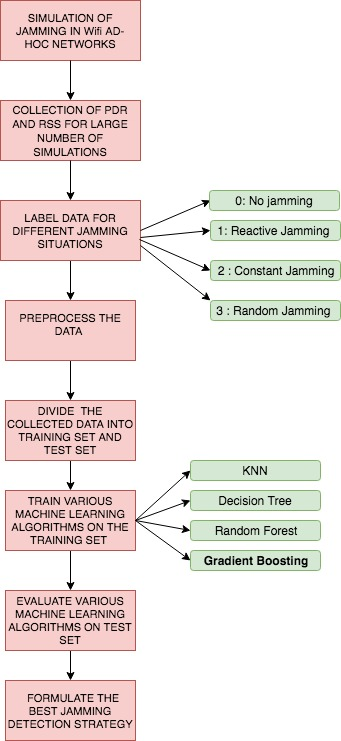 SIMULATION OF
JAMMING IN Wifi AD-
HOC NETWORKS
COLLECTION OF PDR
AND RSS FOR LARGE
NUMBER OF
SIMULATIONS
LABEL DATA FOR
DIFFERENT JAMMING
SITUATIONS
0: No jamming
1: Reactive Jamming
2 : Constant Jamming
3 : Random Jamming
PREPROCESS THE
DATA
DIVIDE THE
COLLECTED DATA INTO
TRAINING SET AND
TEST SET
TRAIN VARIOUS
MACHINE LEARNING
ALGORITHMS ON THE
TRAINING SET
KNN
Decision Tree
Random Forest
Gradient Boosting
EVALUATE VARIOUS
MACHINE LEARNING
ALGORITHMS ON TEST
SET
FORMULATE THE
BEST JAMMING
DETECTION STRATEGY